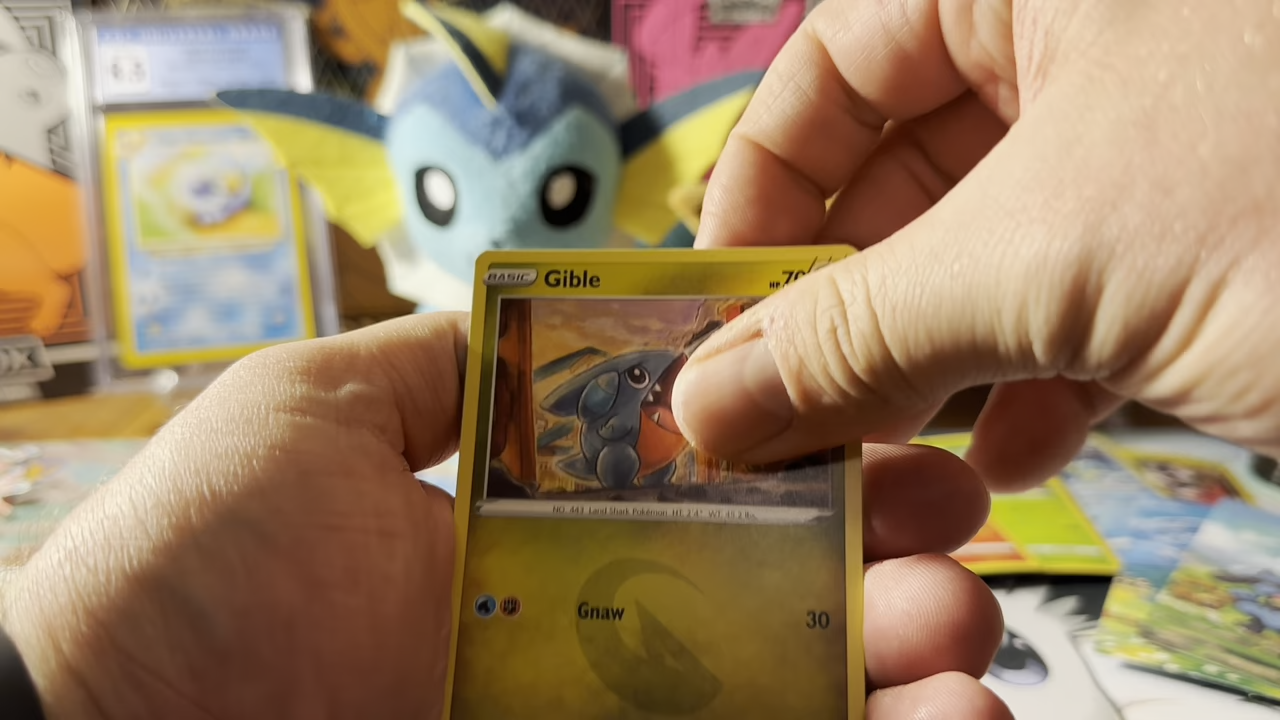 BASIC Gible HP 70
NO. 443 Land Shark Pokémon HT: 2'4" WT: 45.2 lbs.
Gnaw 30